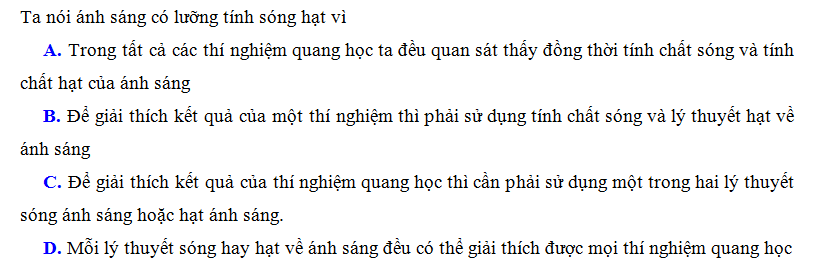 Ta nói ánh sáng có lưỡng tính sóng hạt vì
A. Trong tất cả các thí nghiệm quang học ta đều quan sát thấy đồng thời tính chất sóng và tính
chất hạt của ánh sáng
B. Để giải thích kết quả của một thí nghiệm thì phải sử dụng tính chất sóng và lý thuyết hạt về
ánh sáng
C. Để giải thích kết quả của thí nghiệm quang học thì cần phải sử dụng một trong hai lý thuyết
sóng ánh sáng hoặc hạt ánh sáng.
D. Mỗi lý thuyết sóng hay hạt về ánh sáng đều có thể giải thích được mọi thí nghiệm quang học